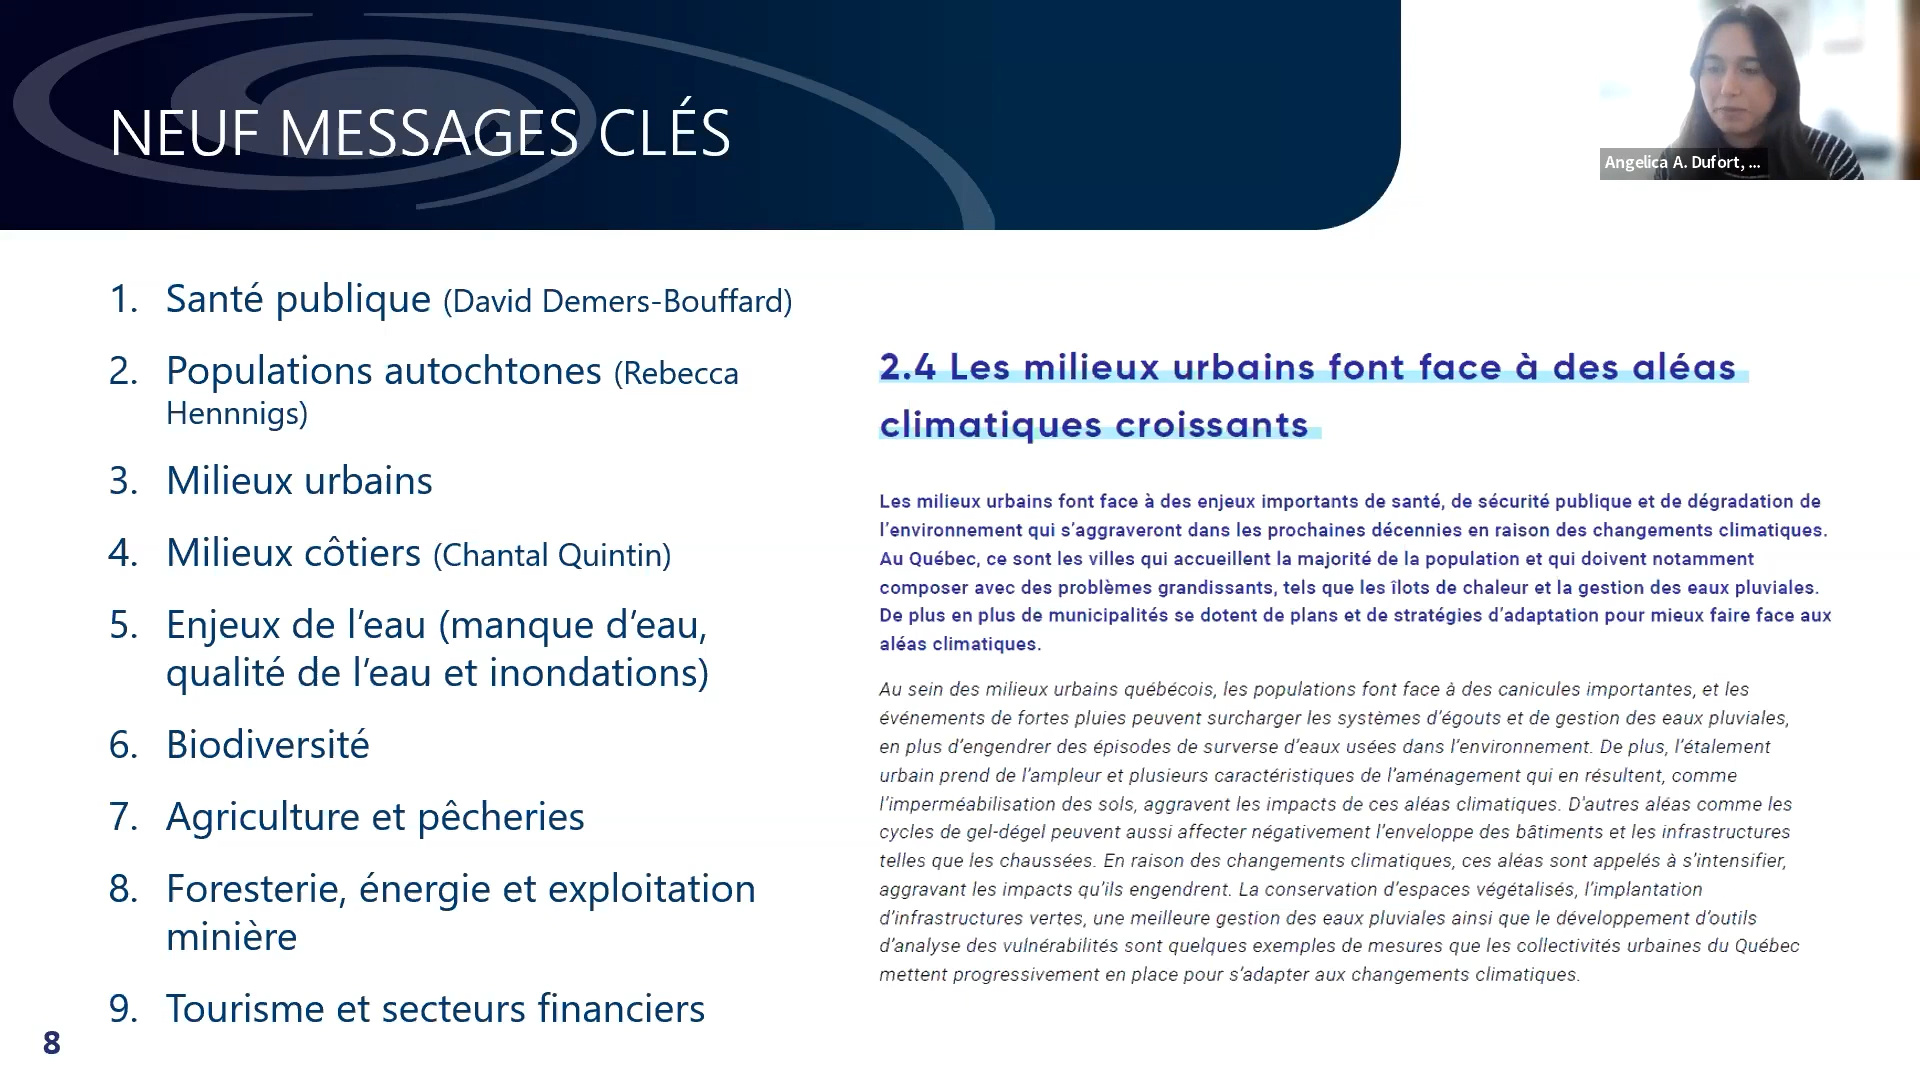 NEUF MESSAGES CLÉS
Angelica A. Dufort, ...
1. Santé publique (David Demers-Bouffard)
2. Populations autochtones (Rebecca
Hennnigs)
3. Milieux urbains
4. Milieux côtiers (Chantal Quintin)
5. Enjeux de l’eau (manque d’eau,
qualité de l’eau et inondations)
6. Biodiversité
7. Agriculture et pêcheries
8. Foresterie, énergie et exploitation
minière
9. Tourisme et secteurs financiers
2.4 Les milieux urbains font face à des aléas
climatiques croissants
Les milieux urbains font face à des enjeux importants de santé, de sécurité publique et de dégradation de
l’environnement qui s’aggraveront dans les prochaines décennies en raison des changements climatiques.
Au Québec, ce sont les villes qui accueillent la majorité de la population et qui doivent notamment
composer avec des problèmes grandissants, tels que les îlots de chaleur et la gestion des eaux pluviales.
De plus en plus de municipalités se dotent de plans et de stratégies d’adaptation pour mieux faire face aux
aléas climatiques.
Au sein des milieux urbains québécois, les populations font face à des canicules importantes, et les
événements de fortes pluies peuvent surcharger les systèmes d’égouts et de gestion des eaux pluviales,
en plus d’engendrer des épisodes de surverse d’eaux usées dans l’environnement. De plus, l’étalement
urbain prend de l’ampleur et plusieurs caractéristiques de l’aménagement qui en résultent, comme
l’imperméabilisation des sols, aggravent les impacts de ces aléas climatiques. D'autres aléas comme les
cycles de gel-dégel peuvent aussi affecter négativement l’enveloppe des bâtiments et les infrastructures
telles que les chaussées. En raison des changements climatiques, ces aléas sont appelés à s’intensifier,
aggravant les impacts qu’ils engendrent. La conservation d’espaces végétalisés, l’implantation
d’infrastructures vertes, une meilleure gestion des eaux pluviales ainsi que le développement d’outils
d’analyse des vulnérabilités sont quelques exemples de mesures que les collectivités urbaines du Québec
mettent progressivement en place pour s’adapter aux changements climatiques.
8